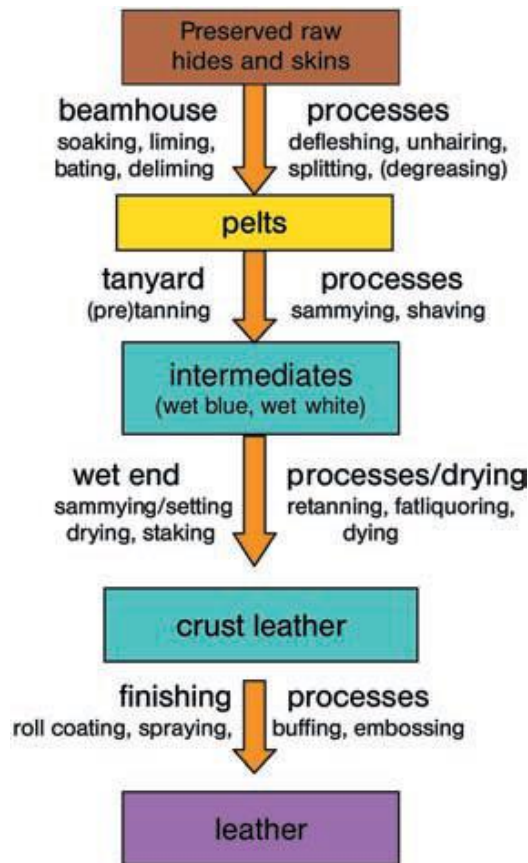 Preserved raw
hides and skins
beamhouse processes
soaking, liming, defleshing, unhairing,
bating, deliming splitting, (degreasing)
pelts
tanyard processes
(pre)tanning sammying, shaving
intermediates
(wet blue, wet white)
wet end processes/drying
sammying/setting retanning, fatliquoring,
drying, staking dying
crust leather
finishing processes
roll coating, spraying, buffing, embossing
leather